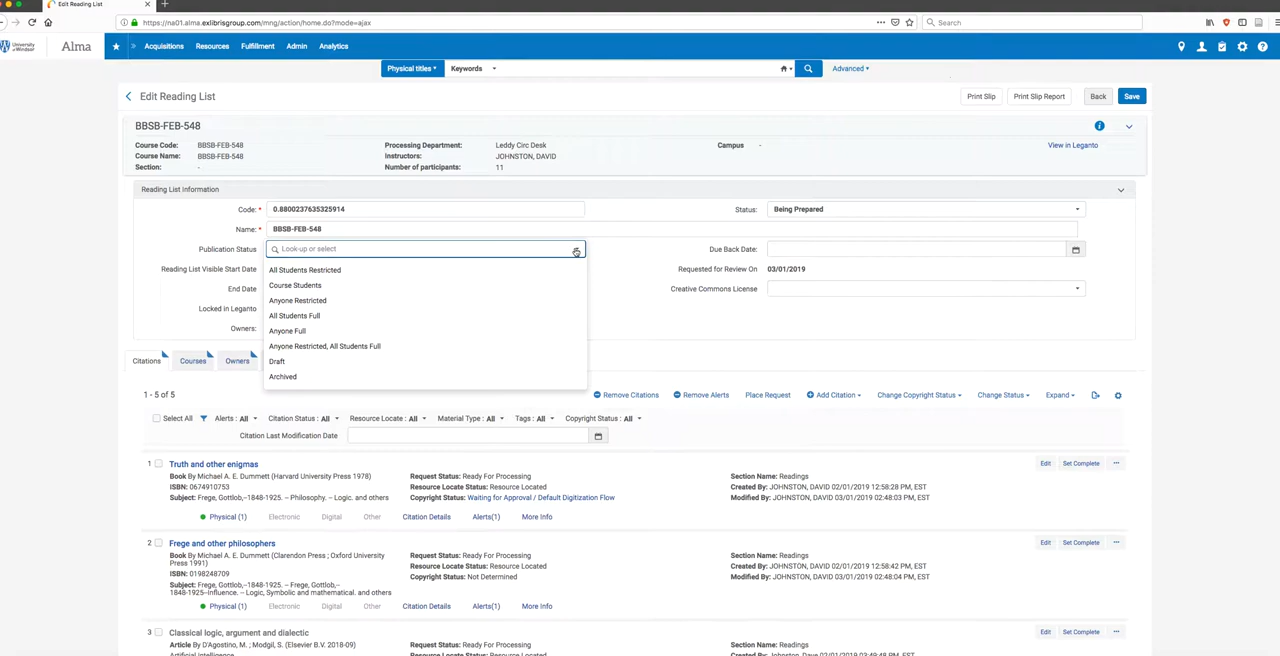 Edit Reading List
https://na01.alma.exlibrisgroup.com/mng/action/home.do?mode=ajax
Search
University of Windsor
Alma
Acquisitions Resources Fulfillment Admin Analytics
Physical titles Keywords Advanced
Edit Reading List
Print Slip Print Slip Report Back Save
BBSB-FEB-548
Course Code: BBSB-FEB-548 Processing Department: Leddy Circ Desk Campus - View in Leganto
Course Name: BBSB-FEB-548 Instructors: JOHNSTON, DAVID
Section: - Number of participants: 11
Reading List Information
Code: * 0.8800237635325914 Status: Being Prepared
Name: * BBSB-FEB-548
Publication Status Look-up or select Due Back Date:
Reading List Visible Start Date All Students Restricted Requested for Review On 03/01/2019
End Date Course Students Creative Commons License
Anyone Restricted
Locked in Leganto
All Students Full
Owners: Anyone Full
Anyone Restricted, All Students Full
Citations Courses Owners Draft
Archived
1 - 5 of 5 Remove Citations Remove Alerts Place Request Add Citation Change Copyright Status Change Status Expand
Select All Alerts : All Citation Status : All Resource Locate : All Material Type : All Tags : All Copyright Status : All
Citation Last Modification Date
1 Truth and other enigmas Edit Set Complete ...
Book By Michael A. E. Dummett (Harvard University Press 1978) Request Status: Ready For Processing Section Name: Readings
ISBN: 0674910753 Resource Locate Status: Resource Located Created By: JOHNSTON, DAVID 02/01/2019 12:58:28 PM, EST
Subject: Frege, Gottlob,--1848-1925. -- Philosophy. -- Logic. and others Copyright Status: Waiting for Approval / Default Digitization Flow Modified By: JOHNSTON, DAVID 03/01/2019 02:48:03 PM, EST
Physical (1) Electronic Digital Other Citation Details Alerts(1) More Info
2 Frege and other philosophers Edit Set Complete ...
Book By Michael A. E. Dummett (Clarendon Press ; Oxford University Press 1991) Request Status: Ready For Processing Section Name: Readings
ISBN: 0198248709 Resource Locate Status: Resource Located Created By: JOHNSTON, DAVID 02/01/2019 12:58:42 PM, EST
Subject: Frege, Gottlob,--1848-1925. -- Frege, Gottlob,--1848-1925--Influence. -- Logic, Symbolic and mathematical. and others Copyright Status: Not Determined Modified By: JOHNSTON, DAVID 03/01/2019 02:48:04 PM, EST
Physical (1) Electronic Digital Other Citation Details Alerts(1) More Info
3 Classical logic, argument and dialectic Edit Set Complete ...
Article By D'Agostino, M. ; Modgil, S. (Elsevier B.V. 2018-09) Request Status: Ready For Processing Section Name: Readings
Artificial Intelligence Resource Locate Status: Resource Located Created By: Johnston, Dave 02/01/2019 03:49:48 PM, EST